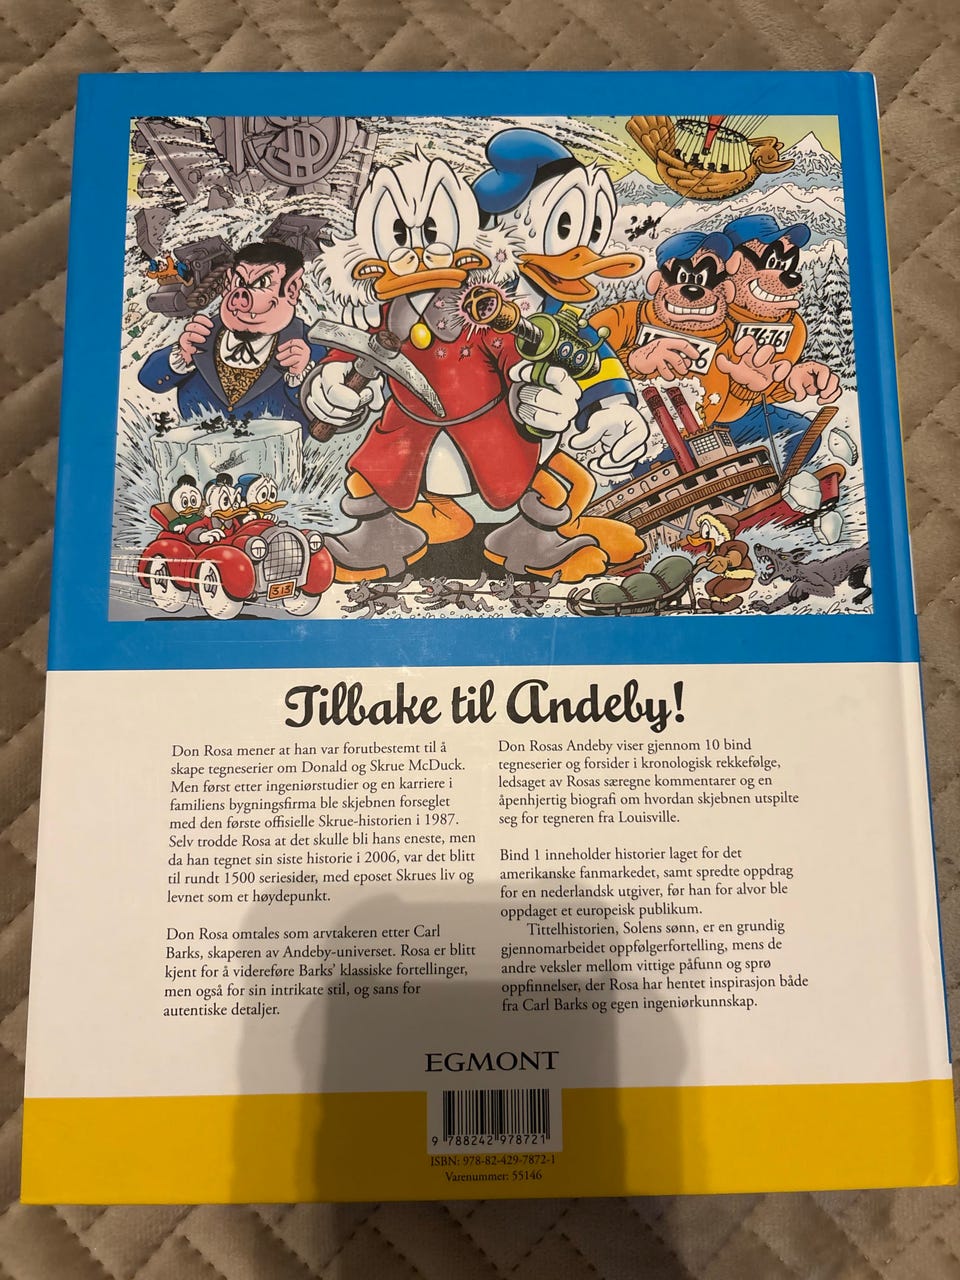 176-761
313
Tilbake til Andeby!
Don Rosa mener at han var forutbestemt til å
skape tegneserier om Donald og Skrue McDuck.
Men først etter ingeniørstudier og en karriere i
familiens bygningsfirma ble skjebnen forseglet
med den første offisielle Skrue-historien i 1987.
Selv trodde Rosa at det skulle bli hans eneste, men
da han tegnet sin siste historie i 2006, var det blitt
til rundt 1500 seriesider, med eposet Skrues liv og
levnet som et høydepunkt.
Don Rosa omtales som arvtakeren etter Carl
Barks, skaperen av Andeby-universet. Rosa er blitt
kjent for å videreføre Barks’ klassiske fortellinger,
men også for sin intrikate stil, og sans for
autentiske detaljer.
Don Rosas Andeby viser gjennom 10 bind
tegneserier og forsider i kronologisk rekkefølge,
ledsaget av Rosas særegne kommentarer og en
åpenhjertig biografi om hvordan skjebnen utspilte
seg for tegneren fra Louisville.
Bind 1 inneholder historier laget for det
amerikanske fanmarkedet, samt spredte oppdrag
for en nederlandsk utgiver, før han for alvor ble
oppdaget et europeisk publikum.
Tittelhistorien, Solens sønn, er en grundig
gjennomarbeidet oppfølgerfortelling, mens de
andre veksler mellom vittige påfunn og sprø
oppfinnelser, der Rosa har hentet inspirasjon både
fra Carl Barks og egen ingeniørkunnskap.
EGMONT
9 788242 978721
ISBN: 978-82-429-7872-1
Varenummer: 55146